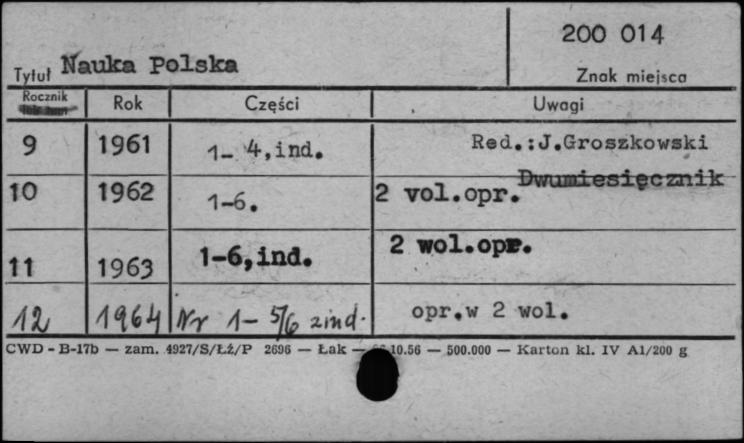 200 014
Tytuł Nauka Polska Znak miejsca
Rocznik Rok Części Uwagi
9 1961 1-4,ind. Red.:J.Groszkowski
Dwumiesięcznik
10 1962 1-6. 2 vol.opr.
11 1963 1-6,ind. 2 wol.opr.
12 1964 Nr 1-5/6 zind. opr.w 2 wol.
CWD - B-17b — zam. 4927/S/Łż/P 2696 — Łak — 10.56 — 500.000 — Karton kl. IV A1/200 g